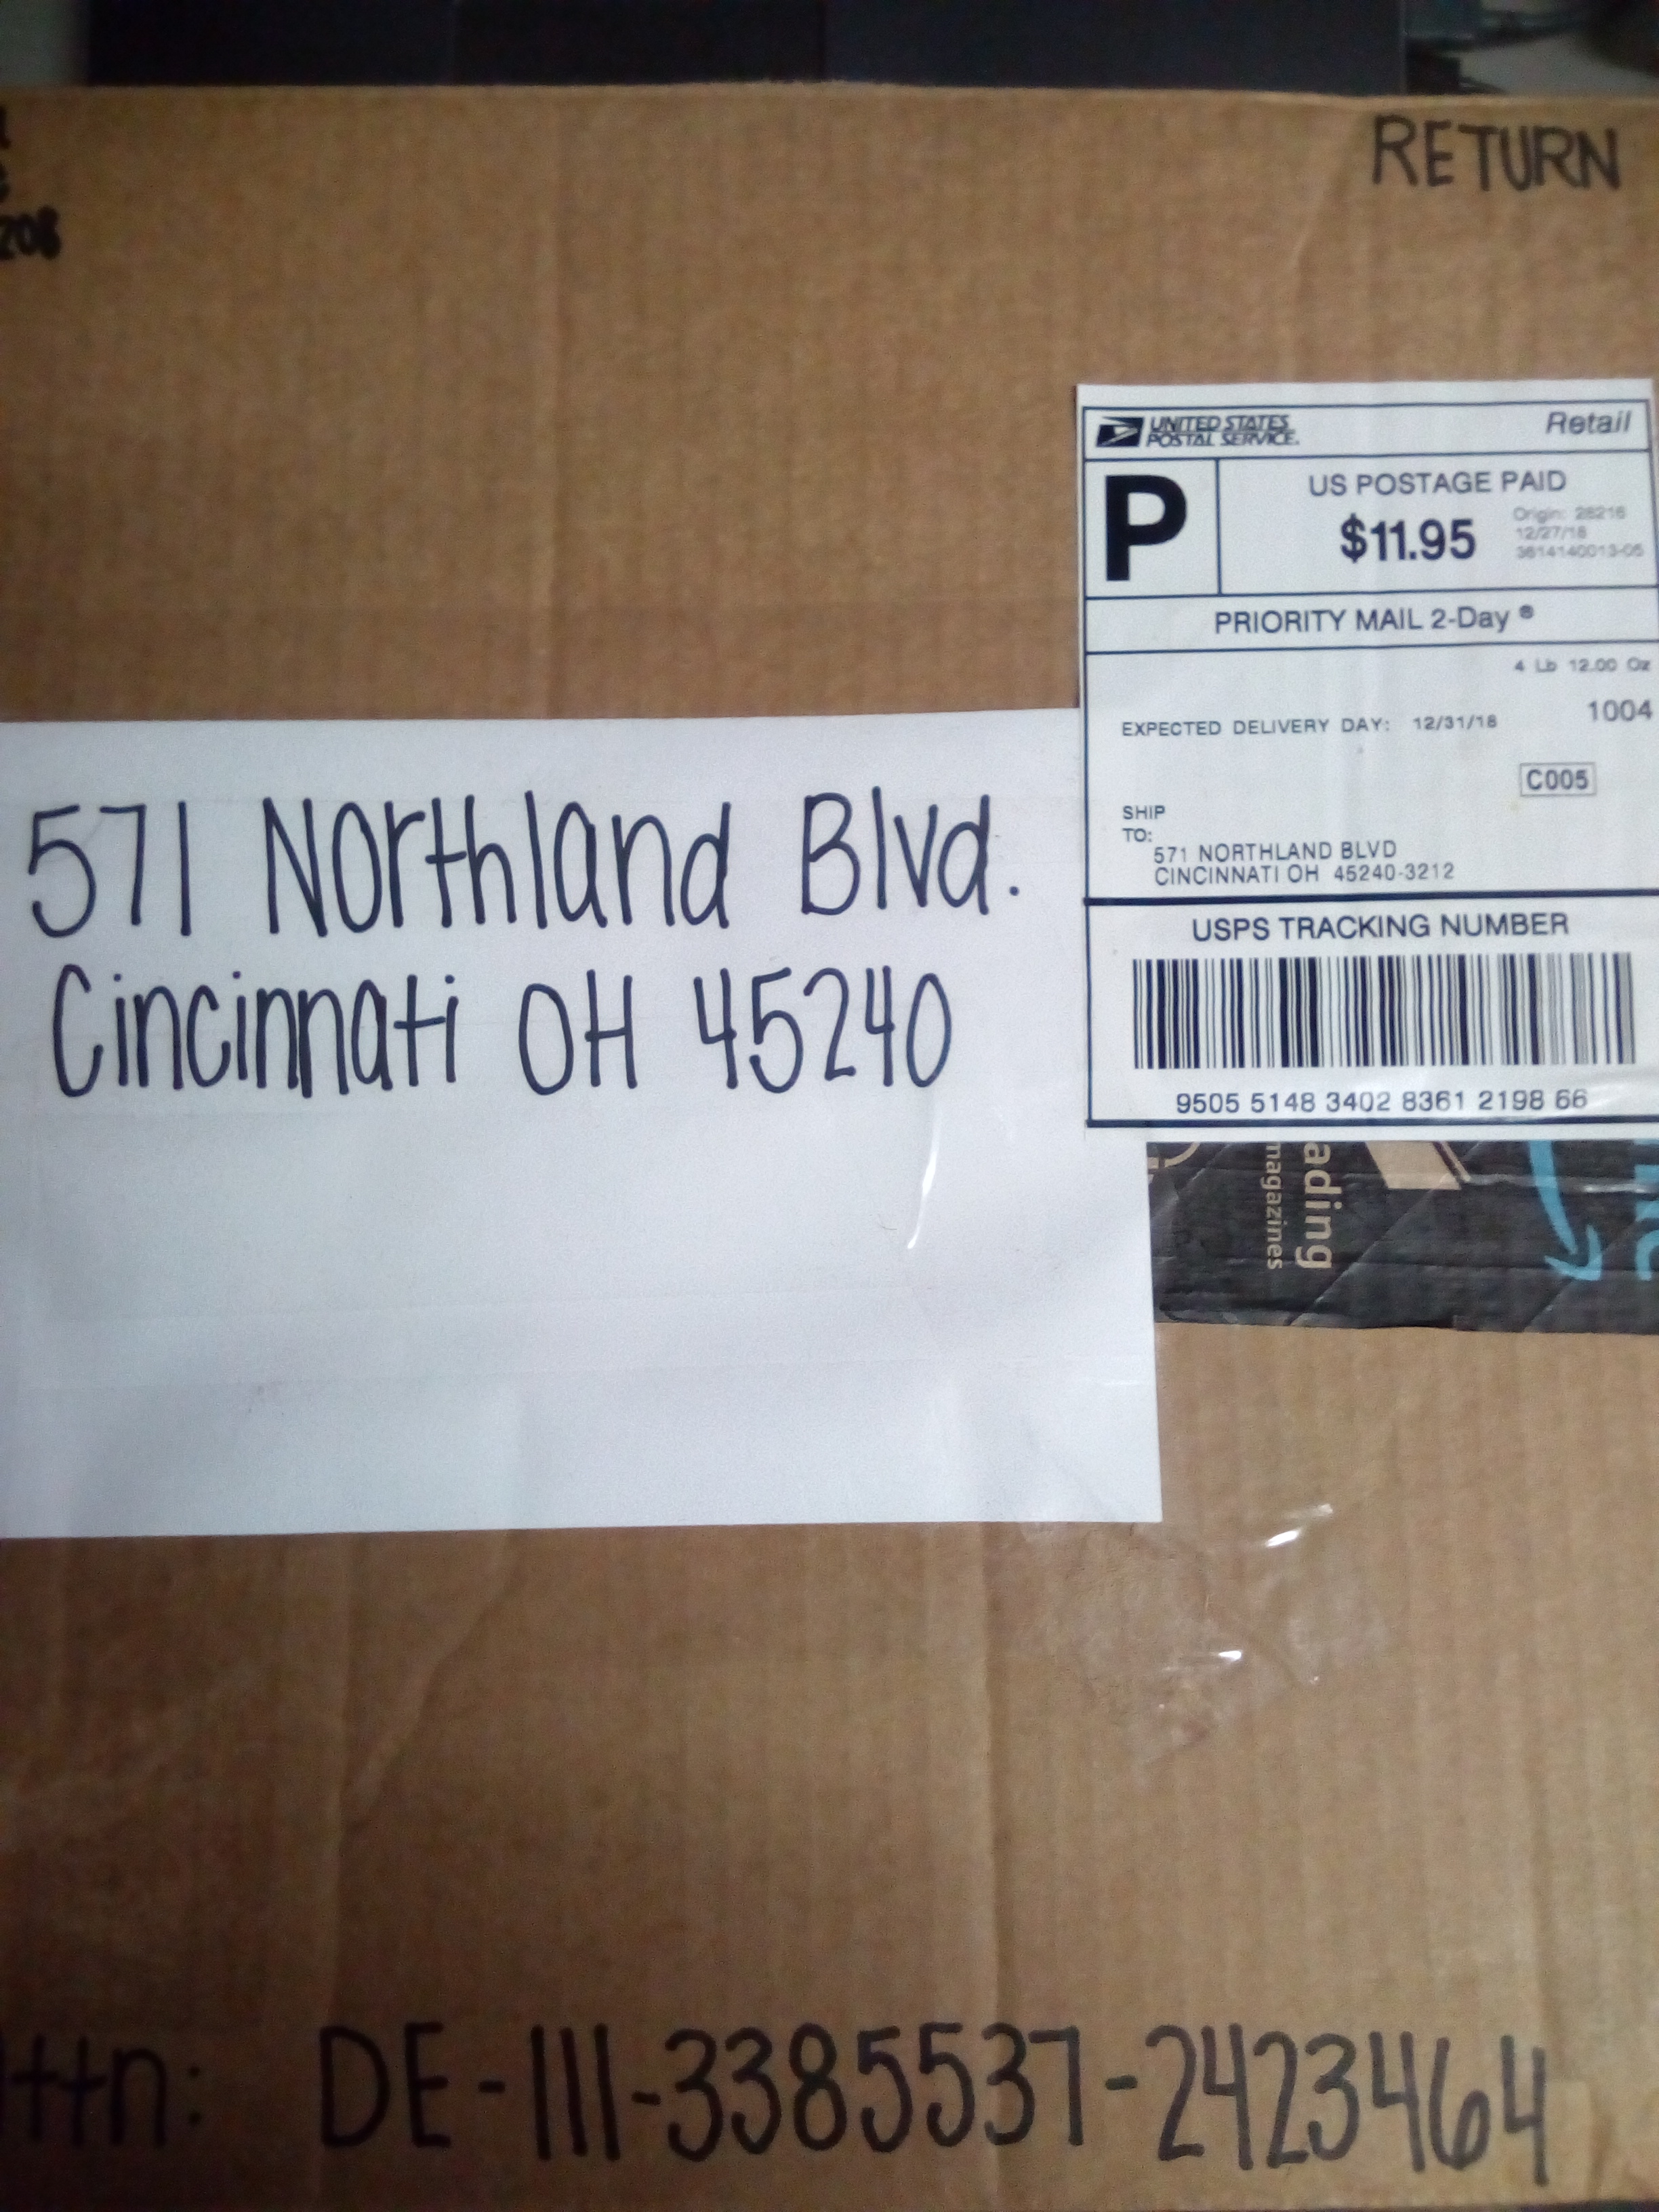 208
RETURN
UNITED STATES
POSTAL SERVICE.
Retail
P
US POSTAGE PAID
$11.95
Origin: 28216
12/27/18
3614140013-05
PRIORITY MAIL 2-Day ®
4 Lb 12.00 Oz
1004
EXPECTED DELIVERY DAY: 12/31/18
C005
SHIP
TO:
571 NORTHLAND BLVD
CINCINNATI OH 45240-3212
USPS TRACKING NUMBER
9505 5148 3402 8361 2198 66
571 Northland Blvd.
Cincinnati OH 45240
ading
magazines
ttn: DE-111-3385537-2423464